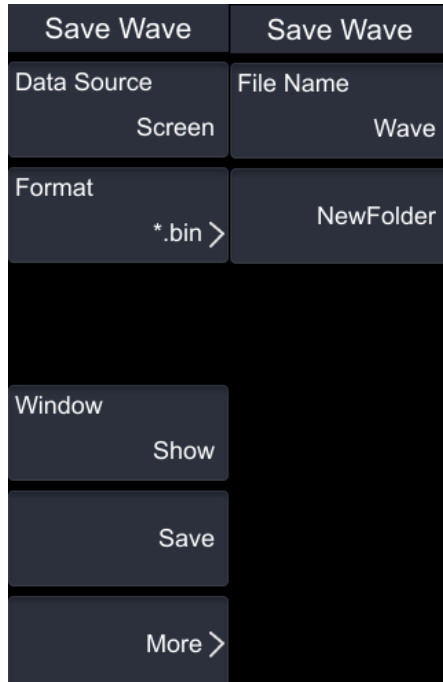 Save Wave
Data Source
Screen
Format
*.bin >
Window
Show
Save
More >
Save Wave
File Name
Wave
NewFolder